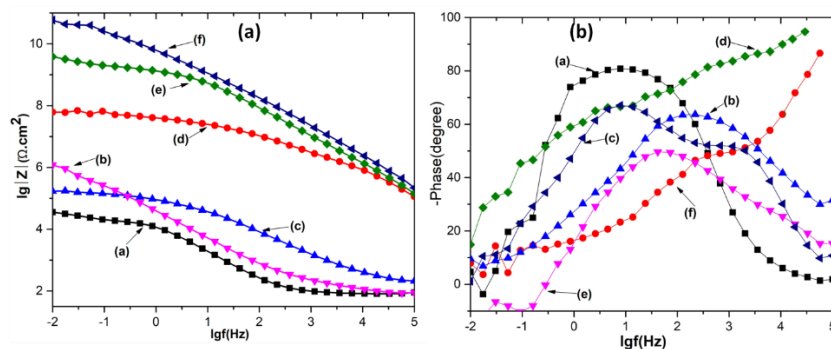 (a)
(f)
(e)
(d)
(b)
(c)
(a)
10
8
6
4
2
lg|Z|(Ω.cm²)
-2 -1 0 1 2 3 4 5
lgf(Hz)
(b)
(d)
(a)
(b)
(c)
(f)
(e)
100
80
60
40
20
0
-Phase(degree)
-2 -1 0 1 2 3 4 5
lgf(Hz)